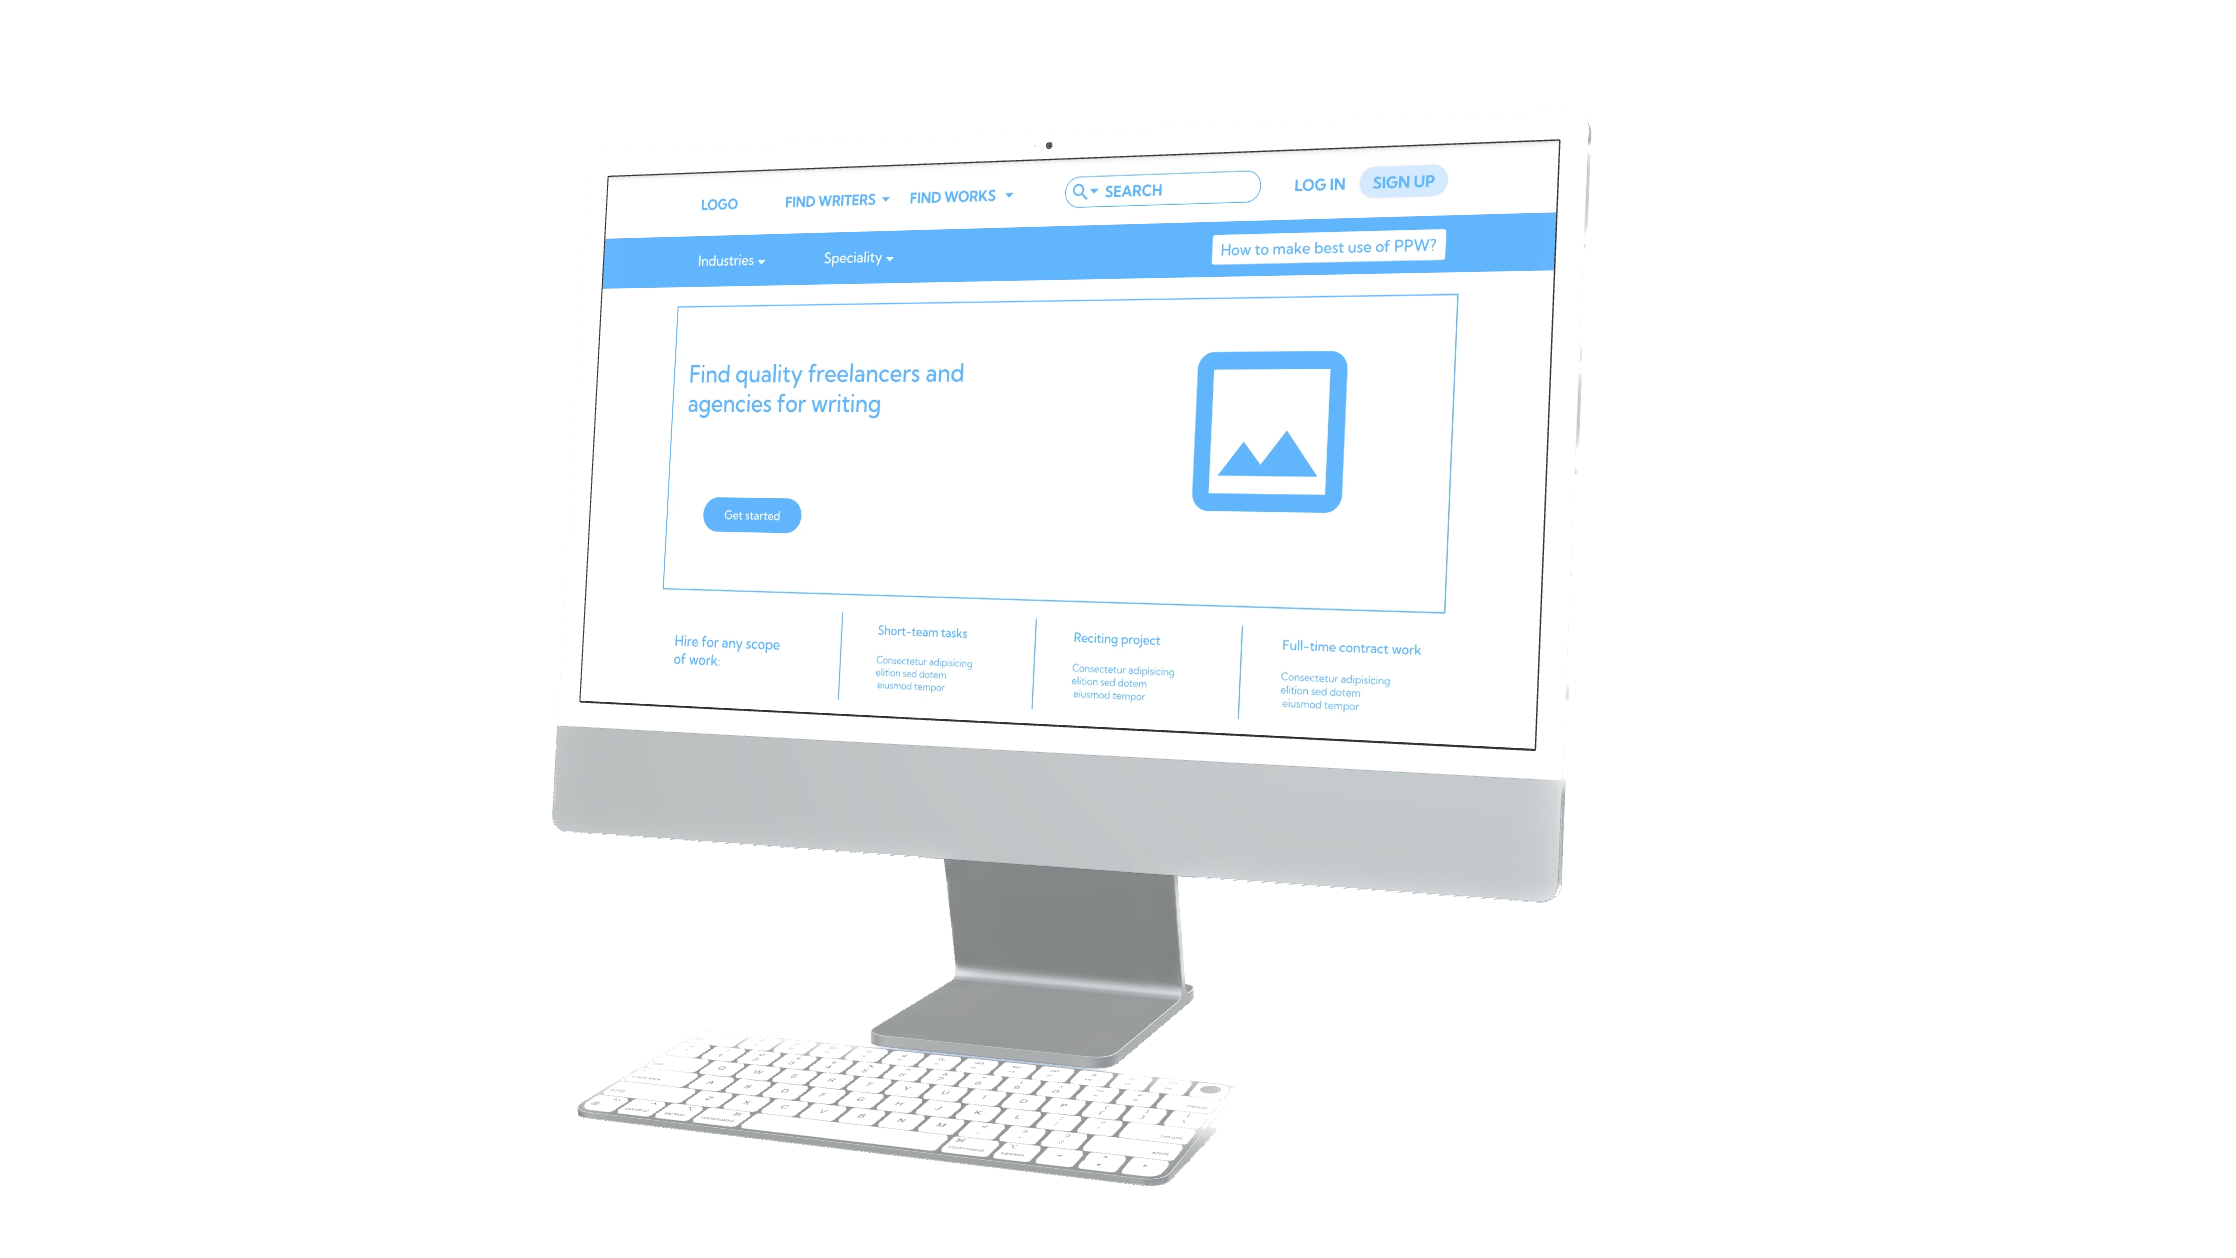 LOGO
FIND WRITERS
FIND WORKS
SEARCH
LOG IN
SIGN UP
Industries
Speciality
How to make best use of PPW?
Find quality freelancers and
agencies for writing
Get started
Hire for any scope
of work:
Short-team tasks
Consectetur adipisicing
elition sed dotem
eiusmod tempor
Reciting project
Consectetur adipisicing
elition sed dotem
eiusmod tempor
Full-time contract work
Consectetur adipisicing
elition sed dotem
eiusmod tempor
Q W E R T Y U I O P
A S D F G H J K L
Z X C V B N M
command option